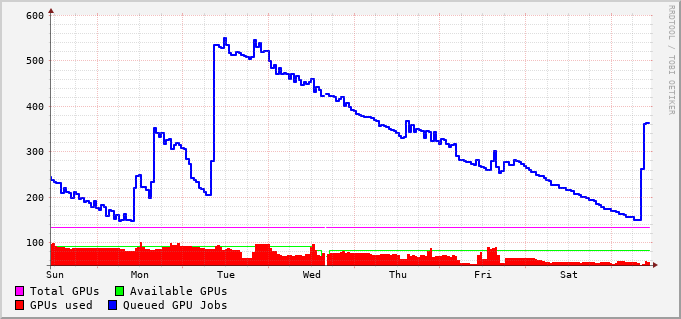 600
500
400
300
200
100
Sun Mon Tue Wed Thu Fri Sat
RRDTOOL / TOBI OETIKER
Total GPUs Available GPUs
GPUs used Queued GPU Jobs